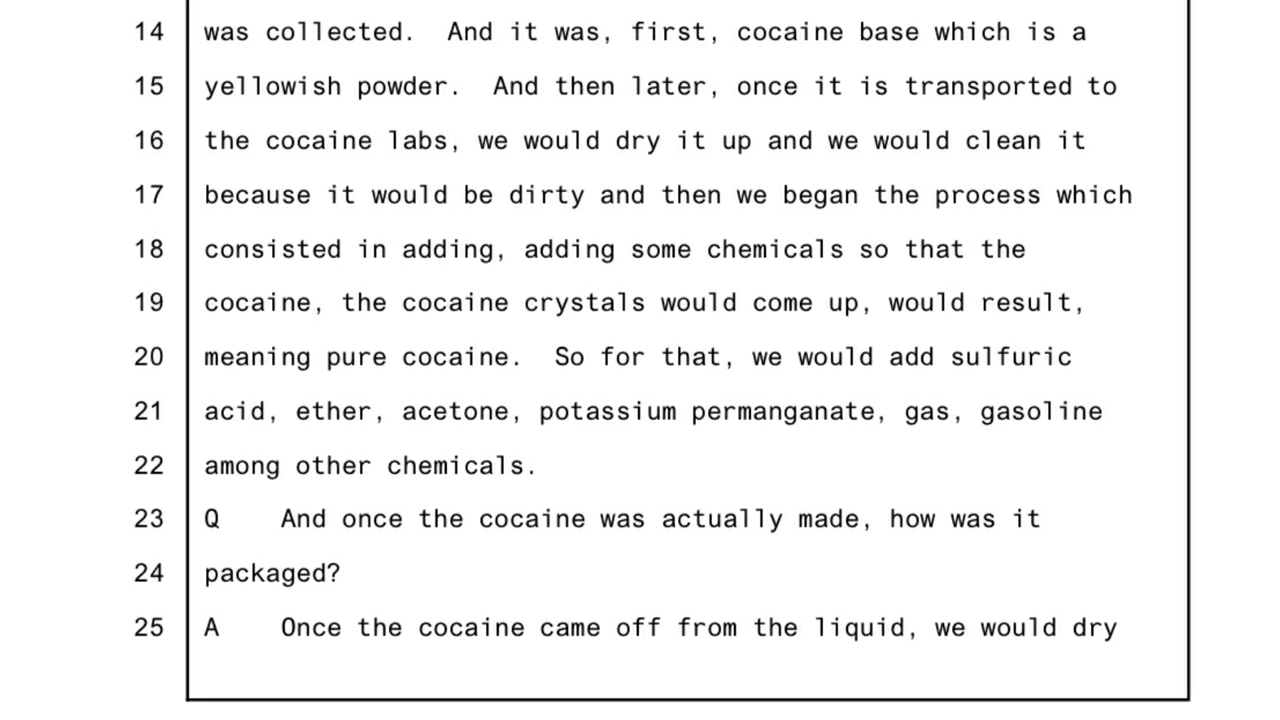 14 was collected.  And it was, first, cocaine base which is a
15 yellowish powder.  And then later, once it is transported to
16 the cocaine labs, we would dry it up and we would clean it
17 because it would be dirty and then we began the process which
18 consisted in adding, adding some chemicals so that the
19 cocaine, the cocaine crystals would come up, would result,
20 meaning pure cocaine.  So for that, we would add sulfuric
21 acid, ether, acetone, potassium permanganate, gas, gasoline
22 among other chemicals.
23 Q    And once the cocaine was actually made, how was it
24 packaged?
25 A    Once the cocaine came off from the liquid, we would dry